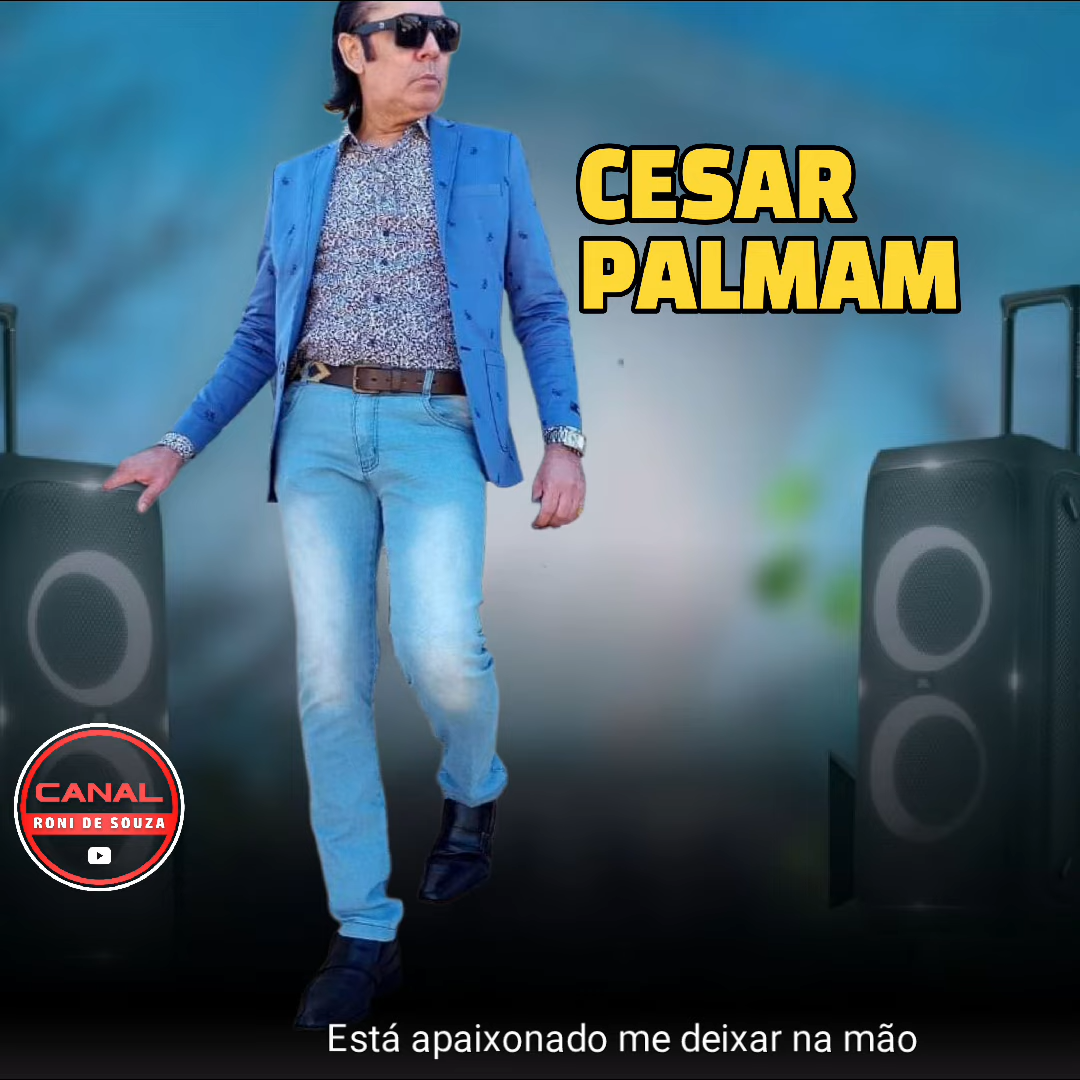 CESAR
PALMAM
CANAL
RONI DE SOUZA
Está apaixonado me deixar na mão